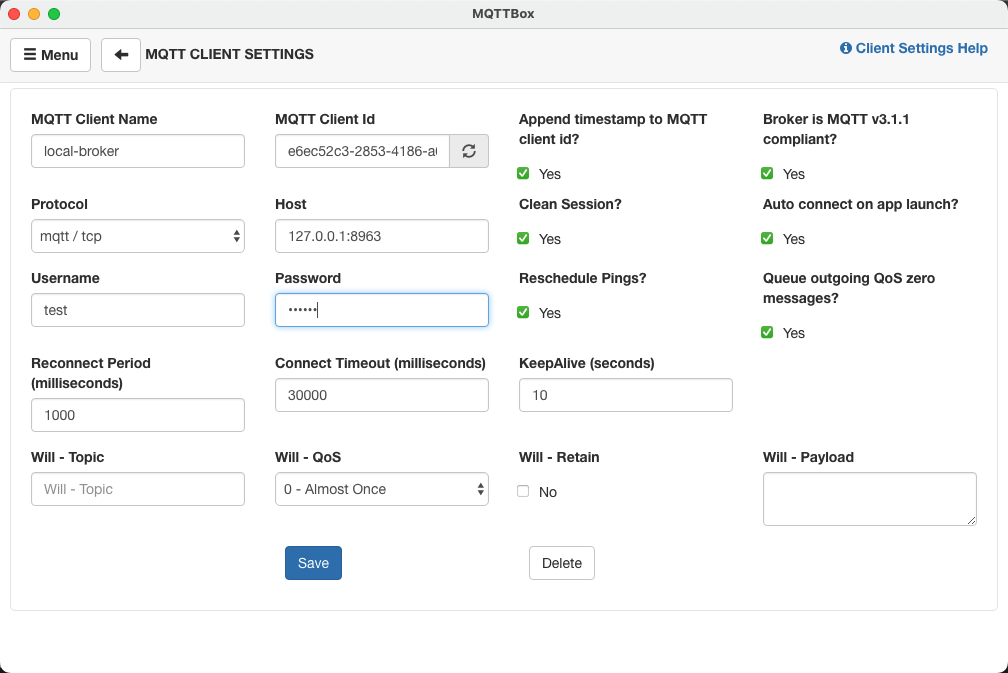 MQTTBox
Menu
MQTT CLIENT SETTINGS
Client Settings Help
MQTT Client Name
local-broker
MQTT Client Id
e6ec52c3-2853-4186-a
Append timestamp to MQTT
client id?
Yes
Broker is MQTT v3.1.1
compliant?
Yes
Protocol
mqtt / tcp
Host
127.0.0.1:8963
Clean Session?
Yes
Auto connect on app launch?
Yes
Username
test
Password
••••••
Reschedule Pings?
Yes
Queue outgoing QoS zero
messages?
Yes
Reconnect Period
(milliseconds)
1000
Connect Timeout (milliseconds)
30000
KeepAlive (seconds)
10
Will - Topic
Will - Topic
Will - QoS
0 - Almost Once
Will - Retain
No
Will - Payload
Save
Delete